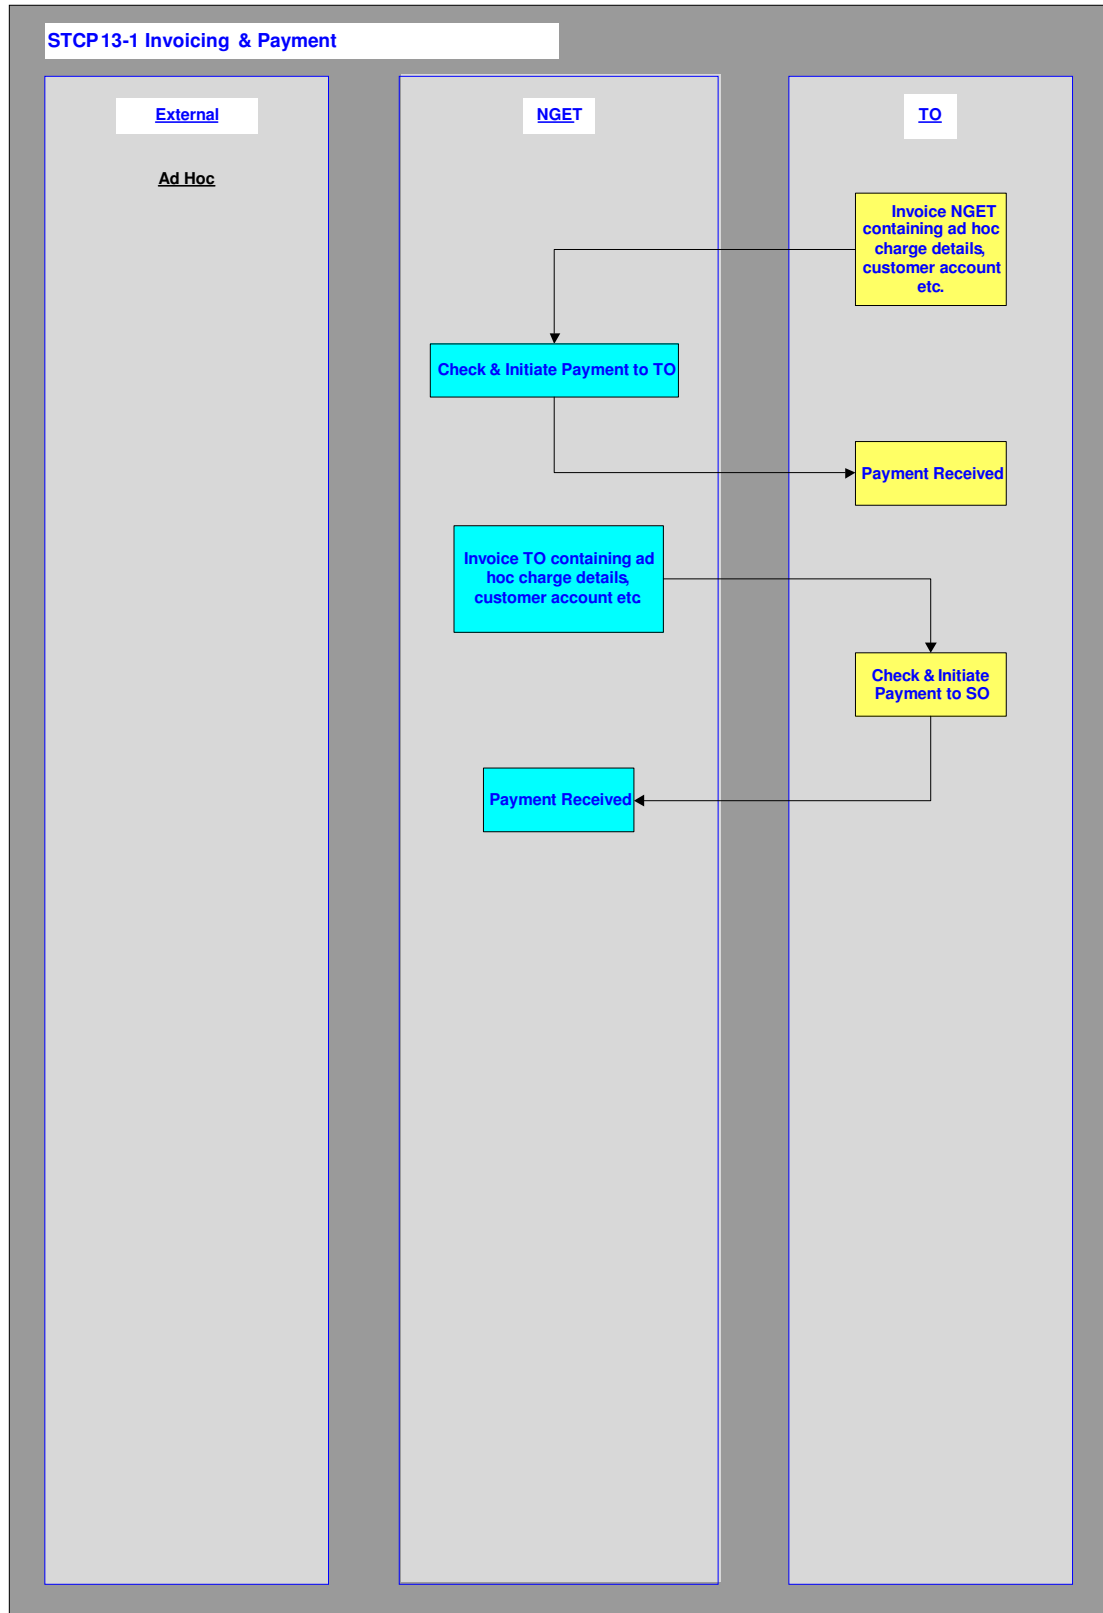 STCP13-1 Invoicing & Payment
External
NGET
TO
Ad Hoc
Invoice NGET
containing ad hoc
charge details,
customer account
etc.
Check & Initiate Payment to TO
Payment Received
Invoice TO containing ad
hoc charge details,
customer account etc
Check & Initiate
Payment to SO
Payment Received